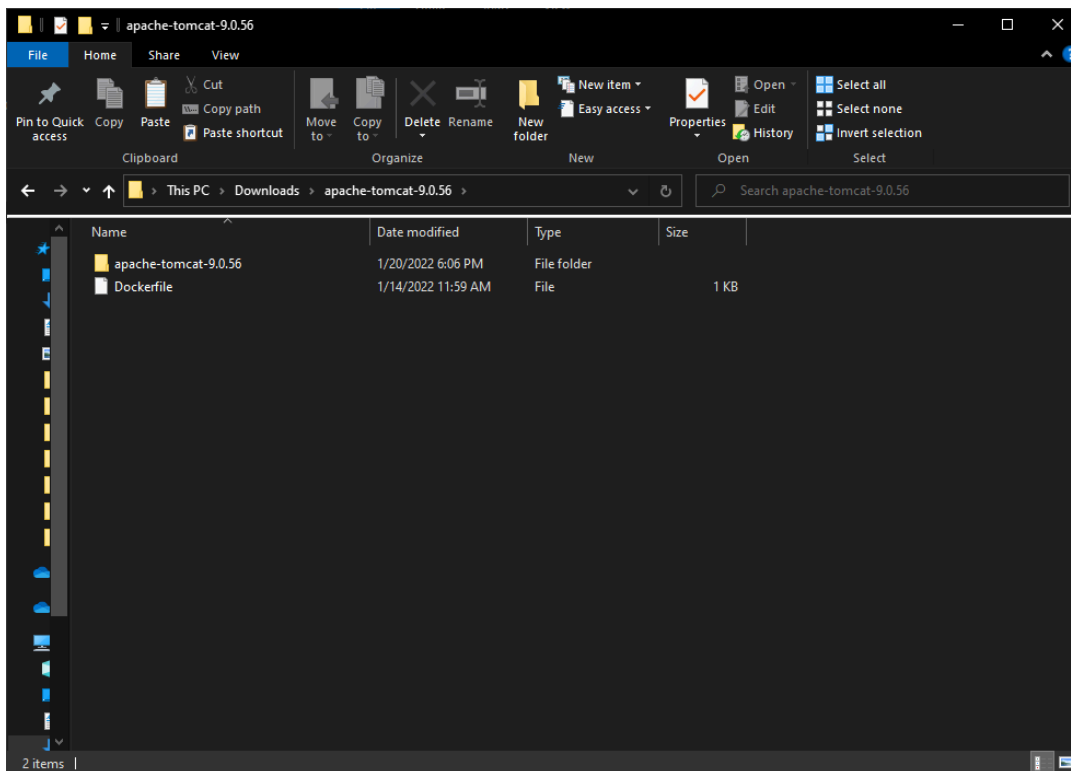 apache-tomcat-9.0.56
File Home Share View
Pin to Quick access
Copy
Paste
Cut
Copy path
Paste shortcut
Clipboard
Move to
Copy to
Delete
Rename
Organize
New folder
New item
Easy access
New
Properties
Open
Edit
History
Open
Select all
Select none
Invert selection
Select
This PC > Downloads > apache-tomcat-9.0.56 >
Search apache-tomcat-9.0.56
Name Date modified Type Size
apache-tomcat-9.0.56 1/20/2022 6:06 PM File folder
Dockerfile 1/14/2022 11:59 AM File 1 KB
2 items